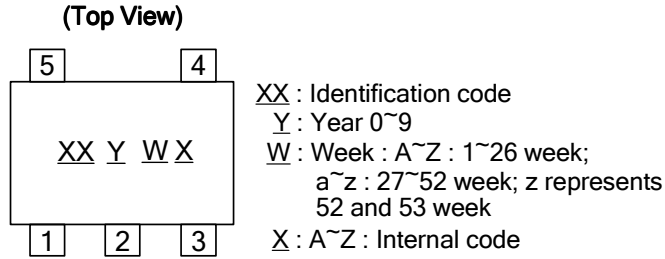 (Top View)
5 4
XX Y W X
1 2 3
XX : Identification code
Y : Year 0~9
W : Week : A~Z : 1~26 week;
a~z : 27~52 week; z represents
52 and 53 week
X : A~Z : Internal code